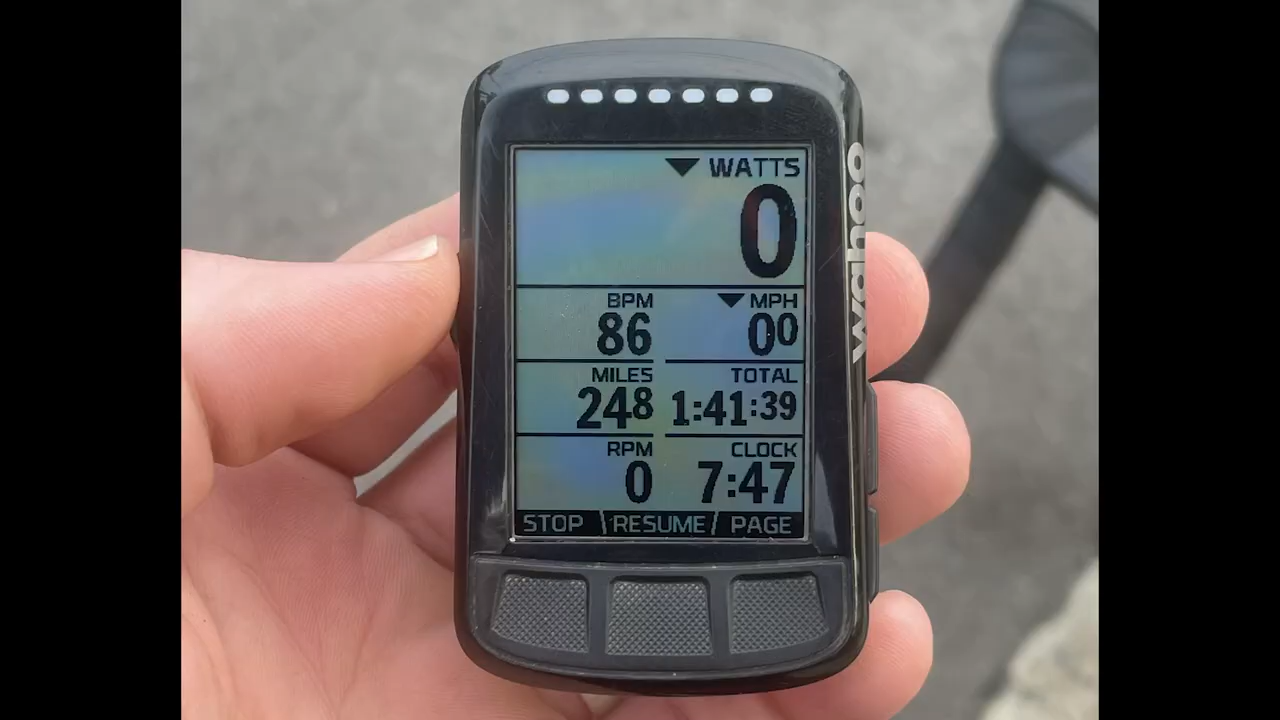 WATTS
0
BPM
86
MPH
0⁰
MILES
24⁸
TOTAL
1:41:39
RPM
0
CLOCK
7:47
STOP RESUME PAGE
wahoo